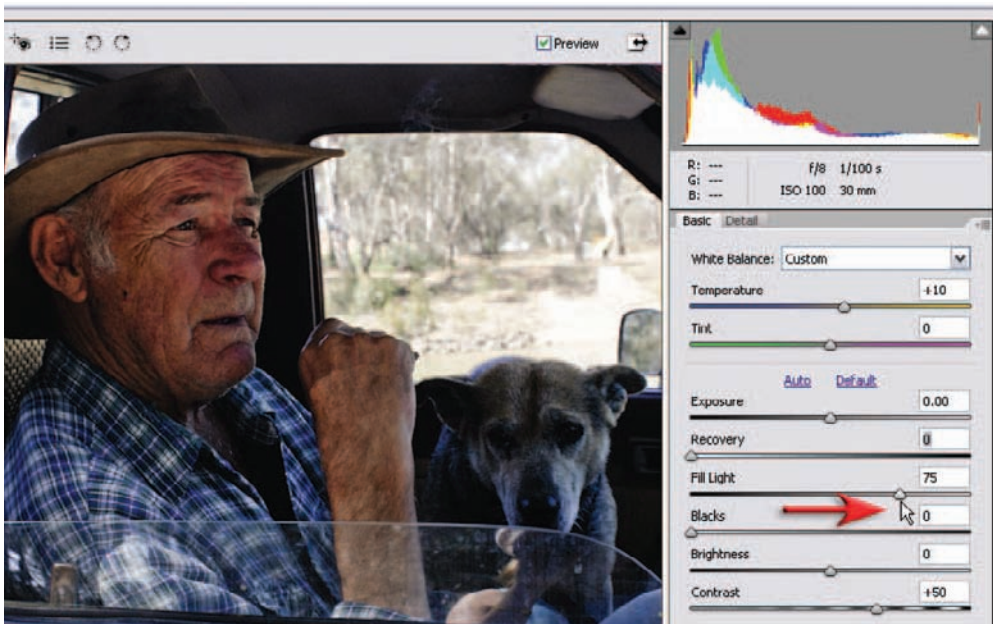 Preview
R: ---
G: ---
B: ---
f/8 1/100 s
ISO 100 30 mm
Basic Detail
White Balance: Custom
Temperature +10
Tint 0
Auto Default
Exposure 0.00
Recovery 0
Fill Light 75
Blacks 0
Brightness 0
Contrast +50